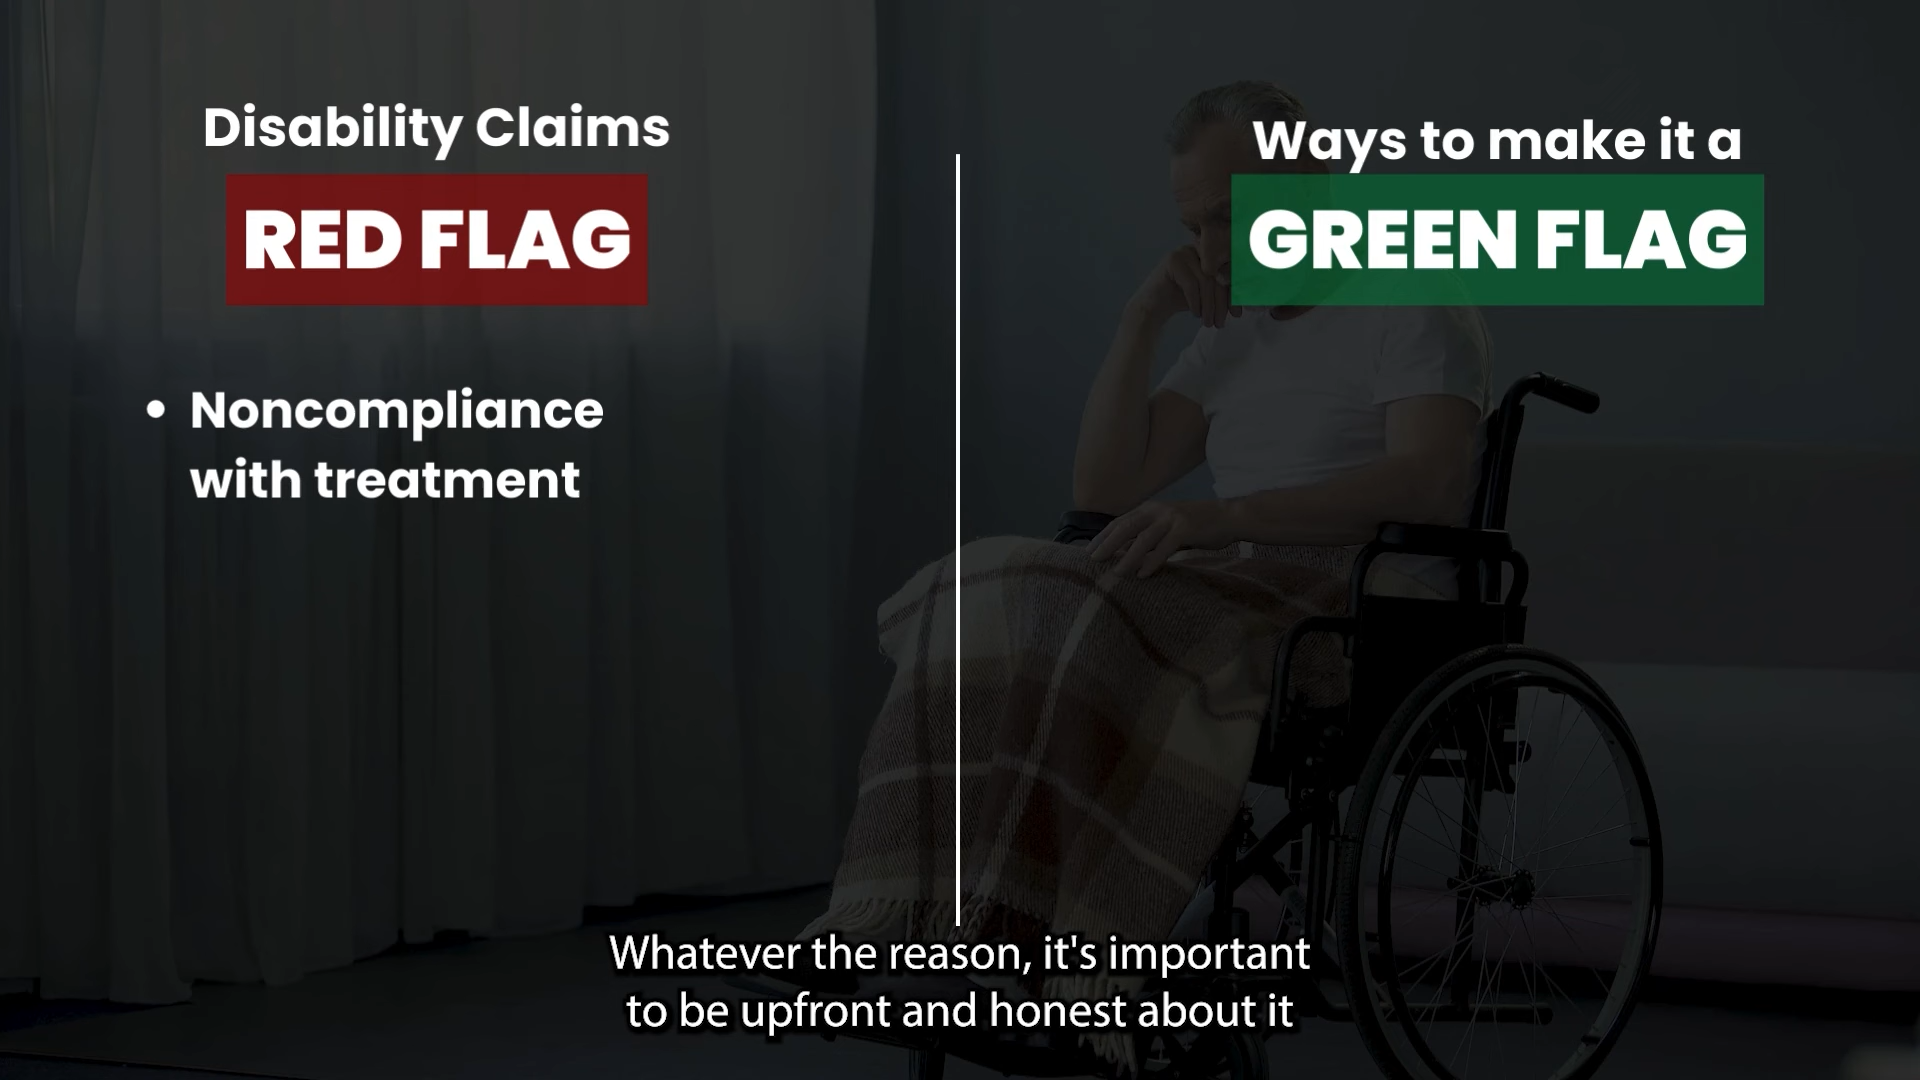 Disability Claims
RED FLAG
• Noncompliance
with treatment
Ways to make it a
GREEN FLAG
Whatever the reason, it's important
to be upfront and honest about it